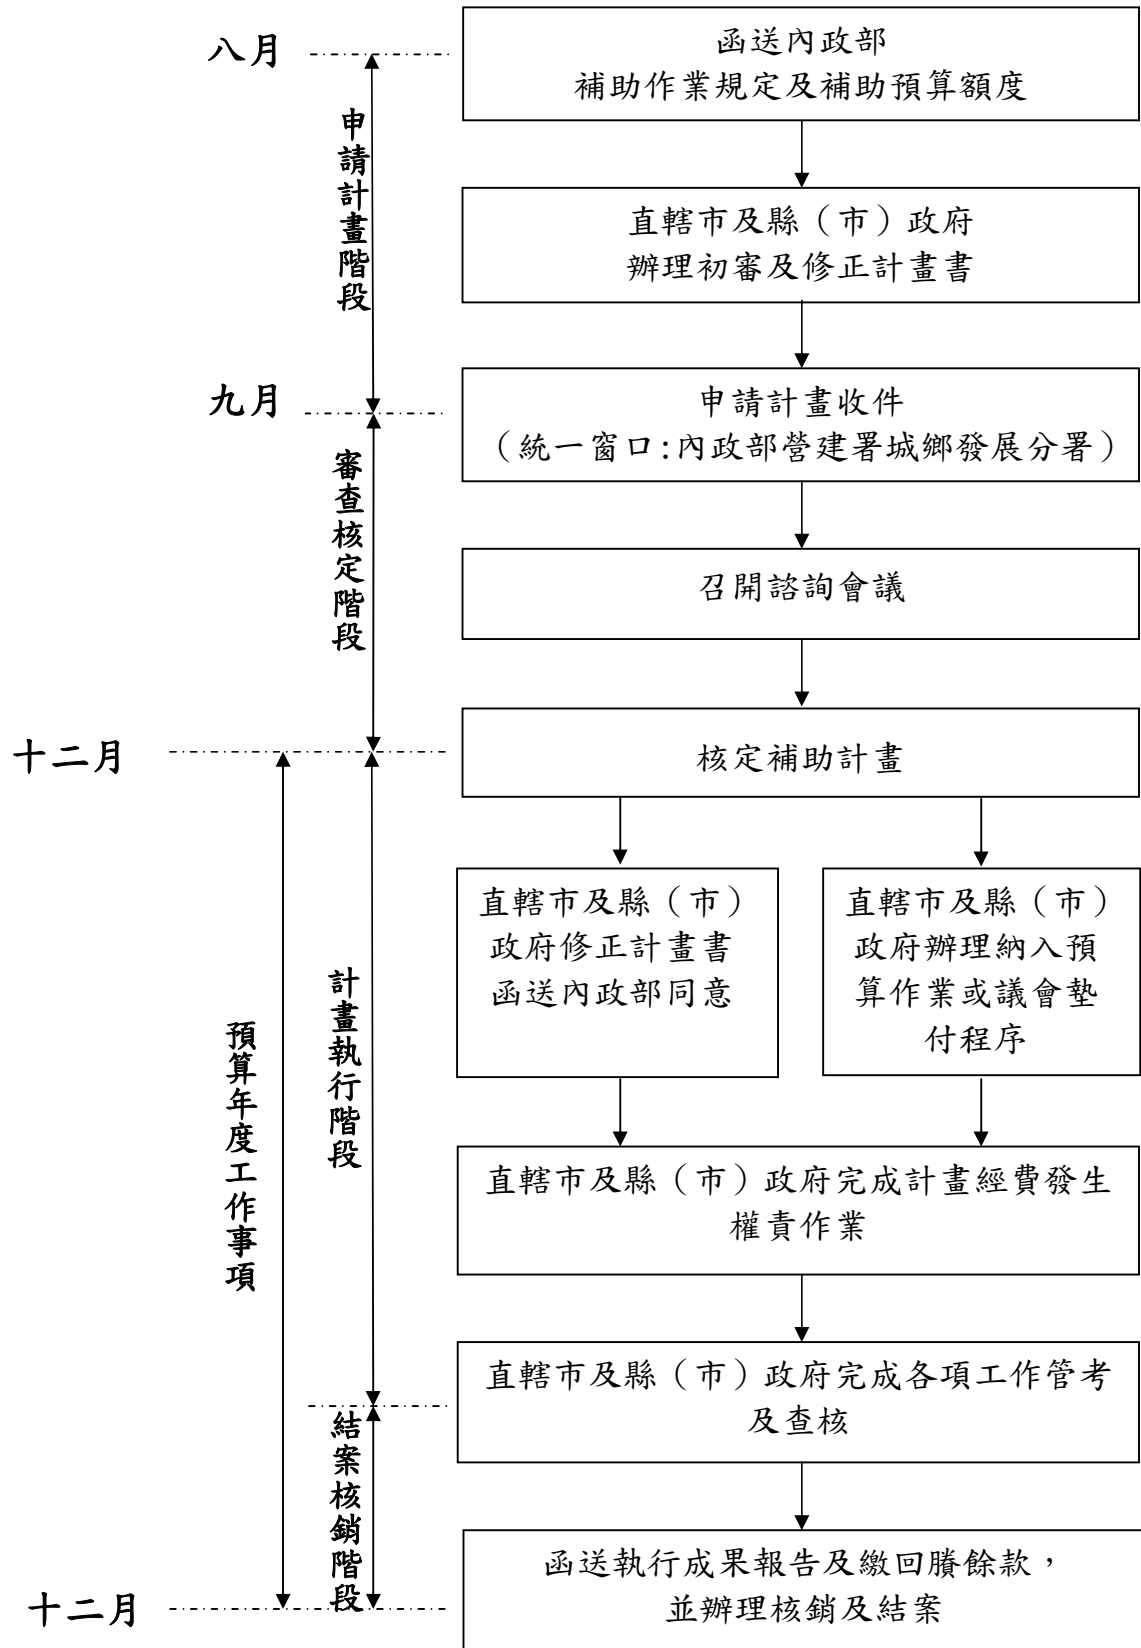 八月
函送內政部
補助作業規定及補助預算額度
申請計畫階段
直轄市及縣（市）政府
辦理初審及修正計畫書
九月
申請計畫收件
（統一窗口:內政部營建署城鄉發展分署）
審查核定階段
召開諮詢會議
十二月
核定補助計畫
預算年度工作事項
計畫執行階段
直轄市及縣（市）
政府修正計畫書
函送內政部同意
直轄市及縣（市）
政府辦理納入預
算作業或議會墊
付程序
直轄市及縣（市）政府完成計畫經費發生
權責作業
直轄市及縣（市）政府完成各項工作管考
及查核
結案核銷階段
函送執行成果報告及繳回賸餘款，
並辦理核銷及結案
十二月